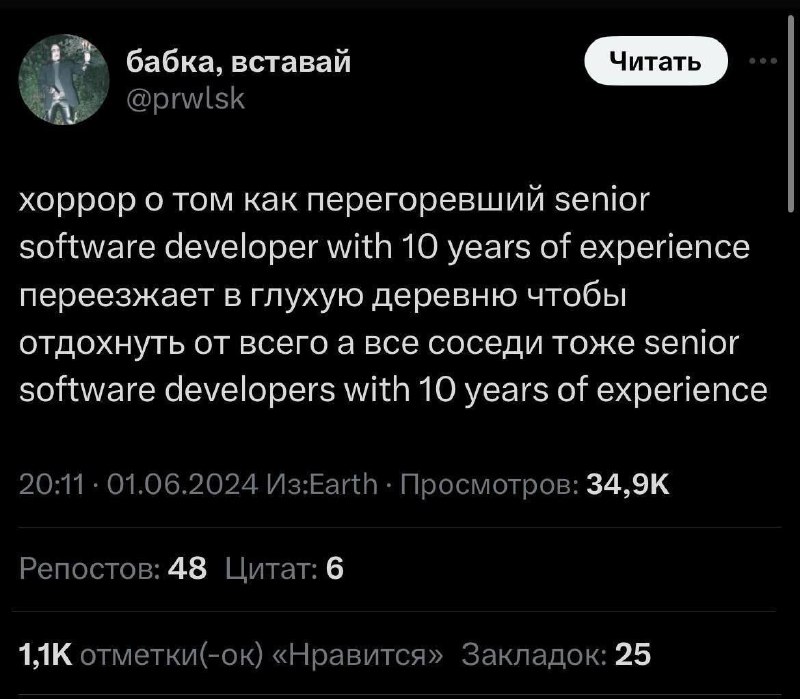 бабка, вставай
Читать
@prwlsk
хоррор о том как перегоревший senior
software developer with 10 years of experience
переезжает в глухую деревню чтобы
отдохнуть от всего а все соседи тоже senior
software developers with 10 years of experience
20:11 · 01.06.2024 Из:Earth · Просмотров: 34,9K
Репостов: 48 Цитат: 6
1,1K отметки(-ок) «Нравится» Закладок: 25